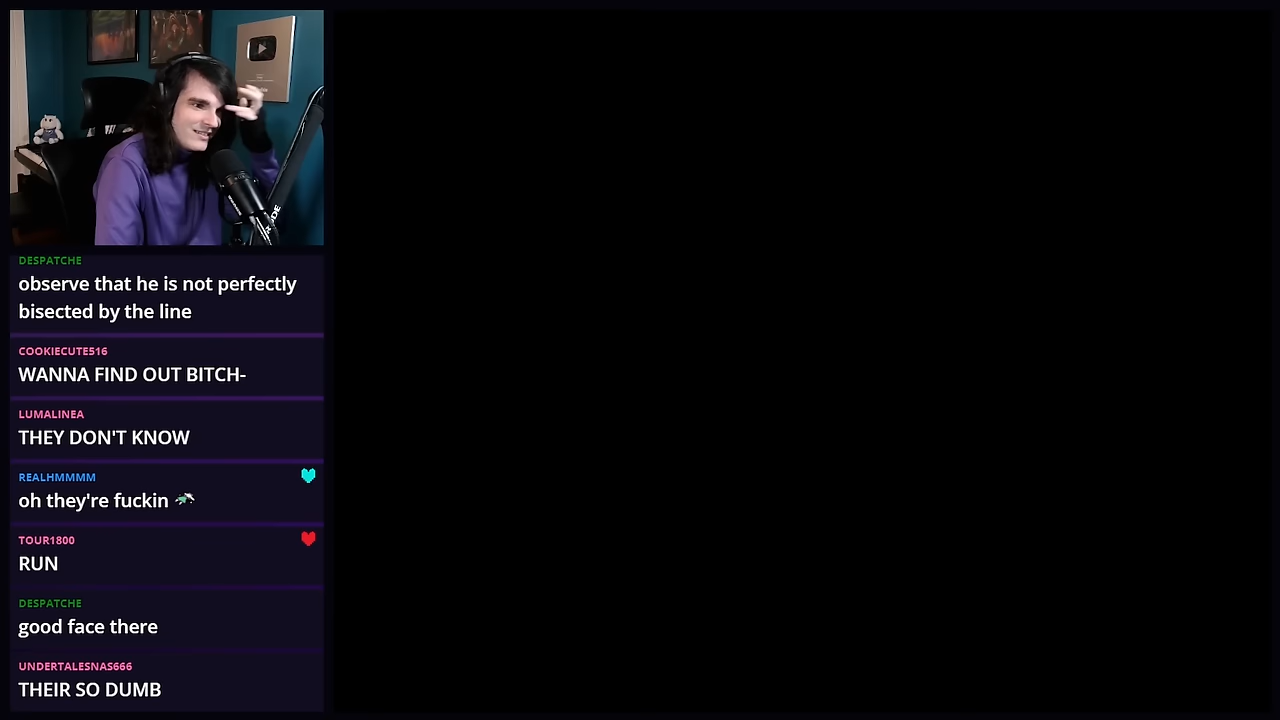 DESPATCHE
observe that he is not perfectly
bisected by the line
COOKIECUTE516
WANNA FIND OUT BITCH-
LUMALINEA
THEY DON'T KNOW
REALHMMMM
oh they're fuckin
TOUR1800
RUN
DESPATCHE
good face there
UNDERTALESNAS666
THEIR SO DUMB